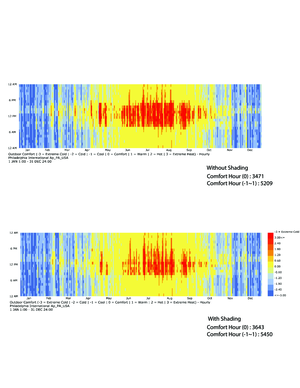 12 AM
6 PM
12 PM
6 AM
12 AM
Jan Feb Mar Apr May Jun Jul Aug Sep Oct Nov Dec
Outdoor Comfort (-3 = Extreme Cold | -2 = Cold | -1 = Cool | 0 = Comfort | 1 = Warm | 2 = Hot | 3 = Extreme Heat) - Hourly
Philadelphia International Ap_PA_USA
1 JAN 1:00 - 31 DEC 24:00
Without Shading
Comfort Hour (0) : 3471
Comfort Hour (-1~1) : 5209
12 AM
6 PM
12 PM
6 AM
12 AM
Jan Feb Mar Apr May Jun Jul Aug Sep Oct Nov Dec
Outdoor Comfort (-3 = Extreme Cold | -2 = Cold | -1 = Cool | 0 = Comfort | 1 = Warm | 2 = Hot | 3 = Extreme Heat) - Hourly
Philadelphia International Ap_PA_USA
1 JAN 1:00 - 31 DEC 24:00
With Shading
Comfort Hour (0) : 3643
Comfort Hour (-1~1) : 5450